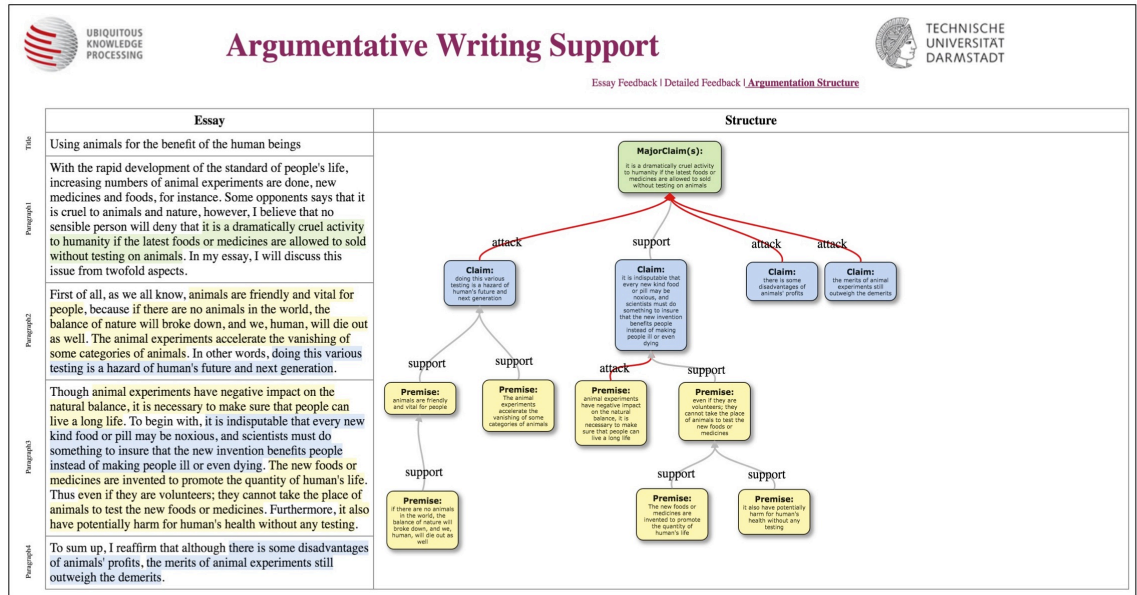 UBIQUITOUS
KNOWLEDGE
PROCESSING
Argumentative Writing Support
TECHNISCHE
UNIVERSITÄT
DARMSTADT
Essay Feedback | Detailed Feedback | Argumentation Structure
Essay
Structure
Title
Using animals for the benefit of the human beings
Paragraph1
With the rapid development of the standard of people's life,
increasing numbers of animal experiments are done, new
medicines and foods, for instance. Some opponents says that it
is cruel to animals and nature, however, I believe that no
sensible person will deny that it is a dramatically cruel activity
to humanity if the latest foods or medicines are allowed to sold
without testing on animals. In my essay, I will discuss this
issue from twofold aspects.
Paragraph2
First of all, as we all know, animals are friendly and vital for
people, because if there are no animals in the world, the
balance of nature will broke down, and we, human, will die out
as well. The animal experiments accelerate the vanishing of
some categories of animals. In other words, doing this various
testing is a hazard of human's future and next generation.
Paragraph3
Though animal experiments have negative impact on the
natural balance, it is necessary to make sure that people can
live a long life. To begin with, it is indisputable that every new
kind food or pill may be noxious, and scientists must do
something to insure that the new invention benefits people
instead of making people ill or even dying. The new foods or
medicines are invented to promote the quantity of human's life.
Thus even if they are volunteers; they cannot take the place of
animals to test the new foods or medicines. Furthermore, it also
have potentially harm for human's health without any testing.
Paragraph4
To sum up, I reaffirm that although there is some disadvantages
of animals' profits, the merits of animal experiments still
outweigh the demerits.
MajorClaim(s):
it is a dramatically cruel activity
to humanity if the latest foods or
medicines are allowed to sold
without testing on animals
attack
support
attack
attack
Claim:
doing this various
testing is a hazard of
human's future and
next generation
Claim:
it is indisputable that
every new kind food
or pill may be
noxious, and
scientists must do
something to insure
that the new invention
benefits people
instead of making
people ill or even
dying
Claim:
there is some
disadvantages of
animals' profits
Claim:
the merits of animal
experiments still
outweigh the demerits
support
support
attack
support
Premise:
animals are friendly
and vital for people
Premise:
The animal
experiments
accelerate the
vanishing of some
categories of animals
Premise:
animal experiments
have negative impact
on the natural
balance, it is
necessary to make
sure that people can
live a long life
Premise:
even if they are
volunteers; they
cannot take the place
of animals to test the
new foods or
medicines
support
support
support
Premise:
if there are no animals
in the world, the
balance of nature will
broke down, and we,
human, will die out as
well
Premise:
The new foods or
medicines are
invented to promote
the quantity of
human's life
Premise:
it also have potentially
harm for human's
health without any
testing